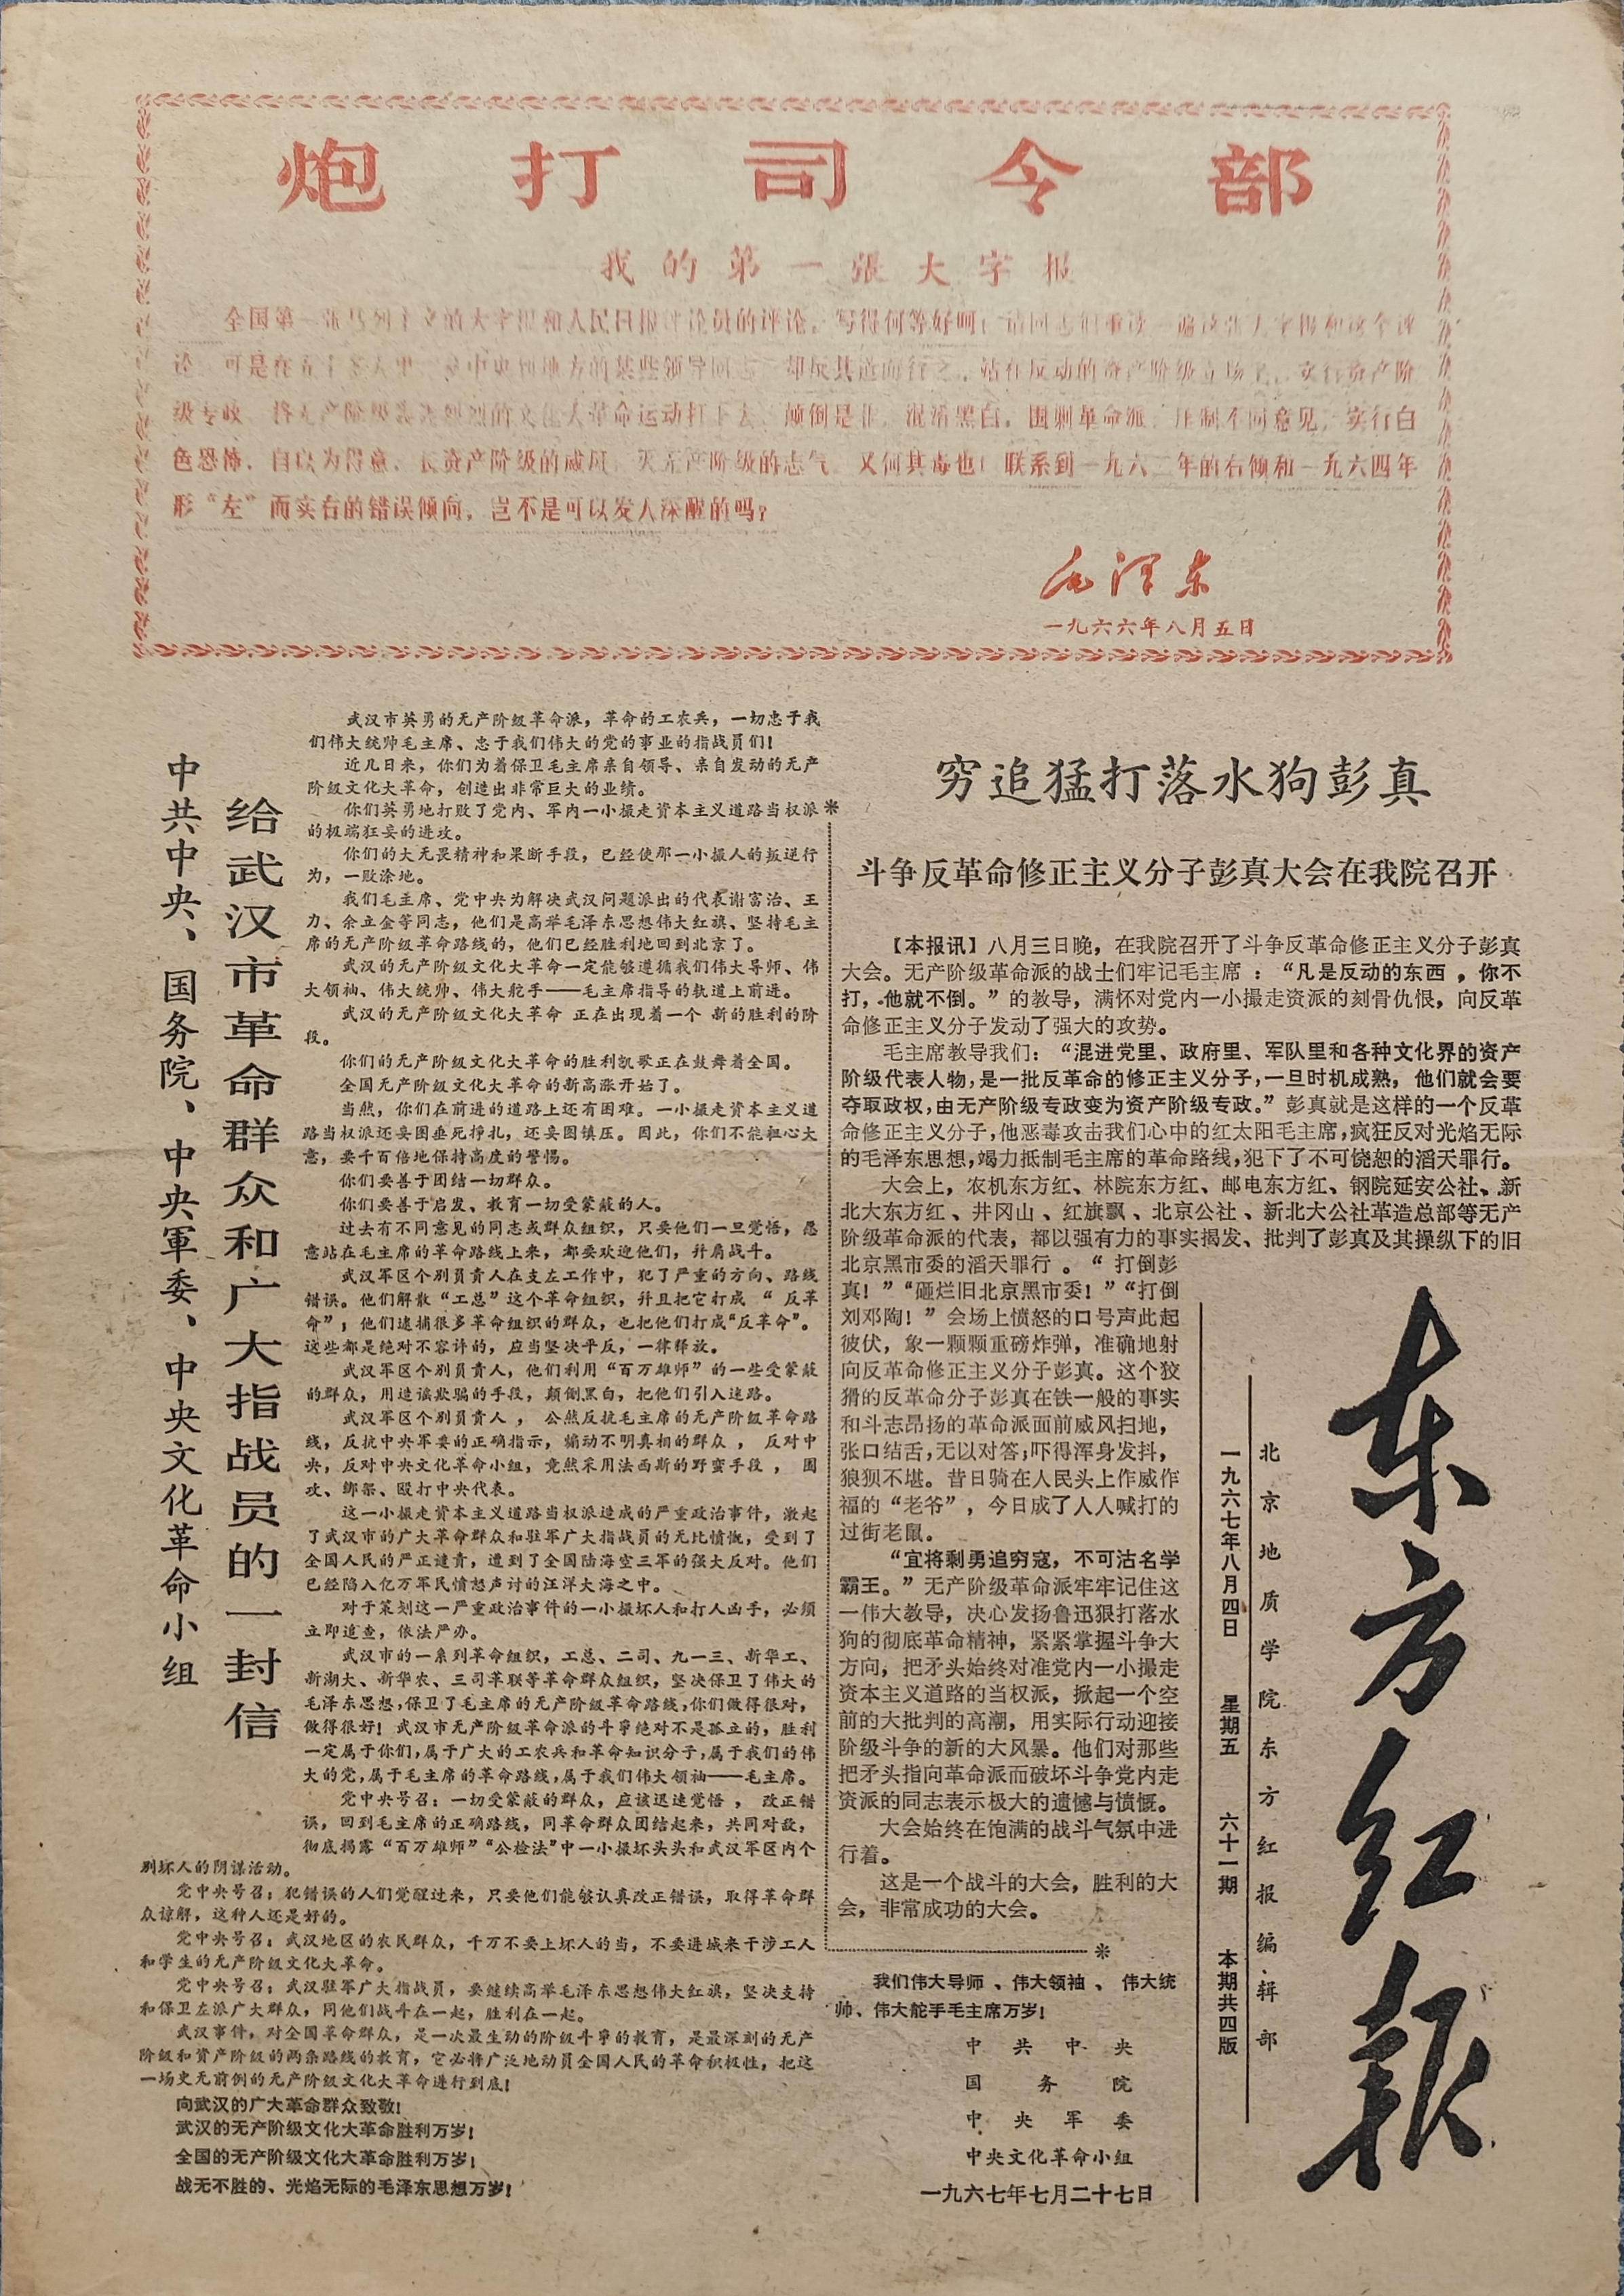 炮打司令部
我的第一張大字报
全国第一张马列主义的大字报和人民日报评论员的评论，写得何等好啊！请同志们重读一遍这张大字报和这个评
论。可是在五十多天里，从中央到地方的某些领导同志，却反其道而行之，站在反动的资产阶级立场上，实行资产阶
级专政，将无产阶级轰轰烈烈的文化大革命运动打下去，颠倒是非，混淆黑白，围剿革命派，压制不同意见，实行白
色恐怖，自以为得意，长资产阶级的威风，灭无产阶级的志气，又何其毒也！联系到一九六二年的右倾和一九六四年
形“左”而实右的错误倾向，岂不是可以发人深醒的吗？
毛泽东
一九六六年八月五日
中共中央、国务院、中央軍委、中央文化革命小组
给武汉市革命群众和广大指战员的一封信
武汉市英勇的无产阶级革命派，革命的工农兵，一切忠于我
们伟大统帅毛主席、忠于我们伟大的党的事业的指战员们！
近几日来，你们为着保卫毛主席亲自领导、亲自发动的无产
阶级文化大革命，创造出非常巨大的业绩。
你们英勇地打败了党内、军内一小撮走資本主义道路当权派
的极端狂妄的进攻。
你们的大无畏精神和果断手段，已经使那一小撮人的叛逆行
为，一败涂地。
我们毛主席、党中央为解决武汉问题派出的代表谢富治、王
力、余立金等同志，他们是高举毛泽东思想伟大红旗、坚持毛主
席的无产阶级革命路线的，他们已经胜利地回到北京了。
武汉的无产阶级文化大革命一定能够遵循我们伟大导师、伟
大领袖、伟大统帅、伟大舵手——毛主席指导的轨道上前进。
武汉的无产阶级文化大革命 正在出现着一个 新的胜利的阶
段。
你们的无产阶级文化大革命的胜利凯歌正在鼓舞着全国。
全国无产阶级文化大革命的新高涨开始了。
当然，你们在前进的道路上还有困难。一小撮走資本主义道
路当权派还妄图垂死挣扎，还妄图镇压。因此，你们不能粗心大
意，要千百倍地保持高度的警惕。
你们要善于团结一切群众。
你们要善于启发、教育一切受蒙蔽的人。
过去有不同意见的同志或群众组织，只要他们一旦觉悟，愿
意站在毛主席的革命路线上来，都要欢迎他们，幷肩战斗。
武汉军区个别員責人在支左工作中，犯了严重的方向、路线
错误。他们解散“工总”这个革命组织，幷且把它打成 “ 反革
命”；他们逮捕很多革命组织的群众，也把他们打成“反革命”。
这些都是绝对不容许的，应当坚决平反，一律释放。
武汉军区个别員責人，他们利用“百万雄师”的一些受蒙蔽
的群众，用造谣欺骗的手段，颠倒黑白，把他们引入迷路。
武汉军区个别員責人， 公然反抗毛主席的无产阶级革命路
线，反抗中央军委的正确指示，煽动不明真相的群众， 反对中
央，反对中央文化革命小组，竟然采用法西斯的野蛮手段， 围
攻、绑架、殴打中央代表。
这一小撮走資本主义道路当权派造成的严重政治事件，激起
了武汉市的广大革命群众和驻军广大指战員的无比愤慨，受到了
全国人民的严正谴責，遭到了全国陆海空三军的强大反对。他们
已经陷入亿万军民愤怒声讨的汪洋大海之中。
对于策划这一严重政治事件的一小撮坏人和打人凶手，必须
立即追查，依法严办。
武汉市的一系列革命组织，工总、二司、九一三、新华工、
新湖大、新华农、三司革联等革命群众组织，坚决保卫了伟大的
毛泽东思想，保卫了毛主席的无产阶级革命路线，你们做得很对，
做得很好！武汉市无产阶级革命派的斗爭绝对不是孤立的，胜利
一定属于你们，属于广大的工农兵和革命知识分子，属于我们的伟
大的党，属于毛主席的革命路线，属于我们伟大领袖——毛主席。
党中央号召：一切受蒙蔽的群众，应该迅速觉悟， 改正错
误，回到毛主席的正确路线，同革命群众团结起来，共同对敌，
彻底揭露“百万雄师”“公检法”中一小撮坏头头和武汉军区内个
别坏人的阴谋活动。
党中央号召：犯错误的人们觉醒过来，只要他们能够认真改正错误，取得革命群
众谅解，这种人还是好的。
党中央号召：武汉地区的农民群众，千万不要上坏人的当，不要进城来干涉工人
和学生的无产阶级文化大革命。
党中央号召：武汉驻军广大指战員，要继续高举毛泽东思想伟大红旗，坚决支持
和保卫左派广大群众，同他们战斗在一起，胜利在一起。
武汉事件，对全国革命群众，是一次最生动的阶级斗爭的教育，是最深刻的无产
阶级和資产阶级的两条路线的教育，它必将广泛地动员全国人民的革命积极性，把这
一场史无前例的无产阶级文化大革命进行到底！
向武汉的广大革命群众致敬！
武汉的无产阶级文化大革命胜利万岁！
全国的无产阶级文化大革命胜利万岁！
战无不胜的、光焰无际的毛泽东思想万岁！
我们伟大导师、伟大领袖、 伟大统
帅、伟大舵手毛主席万岁！
中共中央
国务院
中央军委
中央文化革命小组
一九六七年七月二十七日
穷追猛打落水狗彭真
斗争反革命修正主义分子彭真大会在我院召开
【本报讯】八月三日晚，在我院召开了斗争反革命修正主义分子彭真
大会。无产阶级革命派的战士们牢记毛主席：“凡是反动的东西，你不
打，他就不倒。”的教导，满怀对党内一小撮走资派的刻骨仇恨，向反革
命修正主义分子发动了强大的攻势。
毛主席教导我们：“混进党里、政府里、军队里和各种文化界的资产
阶级代表人物，是一批反革命的修正主义分子，一旦时机成熟，他们就会要
夺取政权，由无产阶级专政变为资产阶级专政。”彭真就是这样的一个反革
命修正主义分子，他恶毒攻击我们心中的红太阳毛主席，疯狂反对光焰无际
的毛泽东思想，竭力抵制毛主席的革命路线，犯下了不可饶恕的滔天罪行。
大会上，农机东方红、林院东方红、邮电东方红、钢院延安公社、新
北大东方红、井冈山、红旗飘、北京公社、新北大公社革造总部等无产
阶级革命派的代表，都以强有力的事实揭发、批判了彭真及其操纵下的旧
北京黑市委的滔天罪行 。“ 打倒彭
真！”“砸烂旧北京黑市委！”“打倒
刘邓陶！”会场上愤怒的口号声此起
彼伏，象一颗颗重磅炸弹，准确地射
向反革命修正主义分子彭真。这个狡
猾的反革命分子彭真在铁一般的事实
和斗志昂扬的革命派面前威风扫地，
张口结舌，无以对答；吓得浑身发抖，
狼狈不堪。昔日骑在人民头上作威作
福的“老爷”，今日成了人人喊打的
过街老鼠。
“宜将剩勇追穷寇，不可沽名学
霸王。”无产阶级革命派牢牢记住这
一伟大教导，决心发扬鲁迅狠打落水
狗的彻底革命精神，紧紧掌握斗争大
方向，把矛头始终对准党内一小撮走
资本主义道路的当权派，掀起一个空
前的大批判的高潮，用实际行动迎接
阶级斗争的新的大风暴。他们对那些
把矛头指向革命派而破坏斗争党内走
资派的同志表示极大的遗憾与愤慨。
大会始终在饱满的战斗气氛中进
行着。
这是一个战斗的大会，胜利的大
会，非常成功的大会。
东方红报
北京地质学院东方红报编辑部
一九六七年八月四日 星期五 六十一期 本期共四版